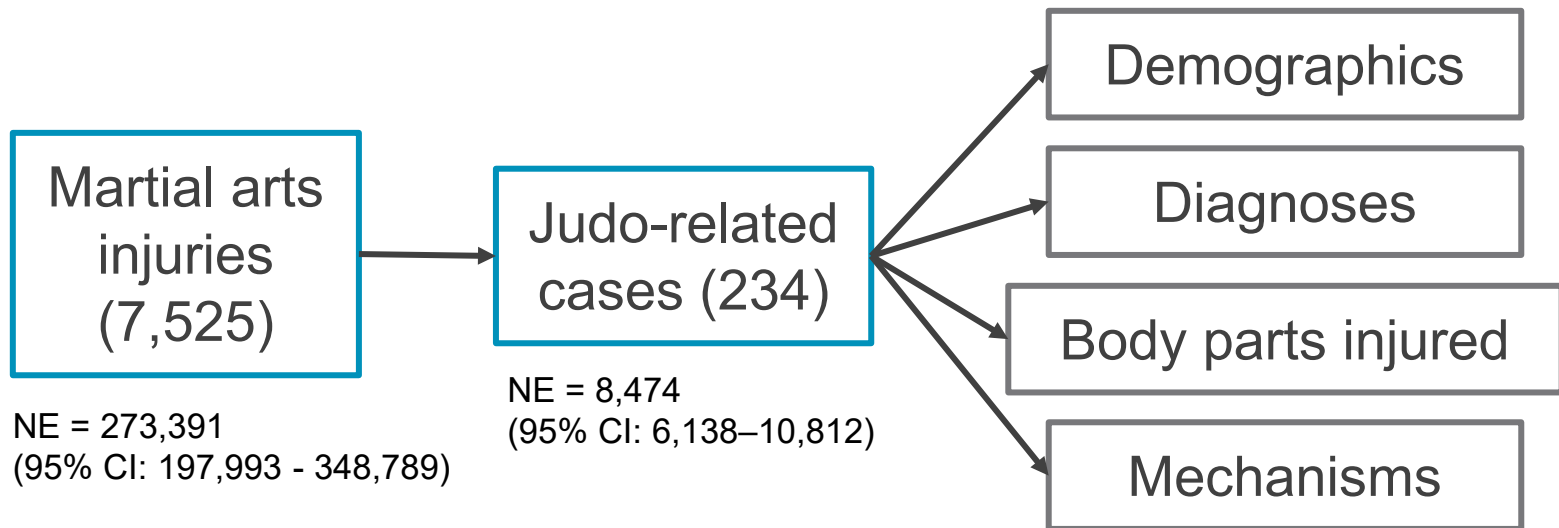 Martial arts
injuries
(7,525)
NE = 273,391
(95% CI: 197,993 - 348,789)
Judo-related
cases (234)
NE = 8,474
(95% CI: 6,138–10,812)
Demographics
Diagnoses
Body parts injured
Mechanisms